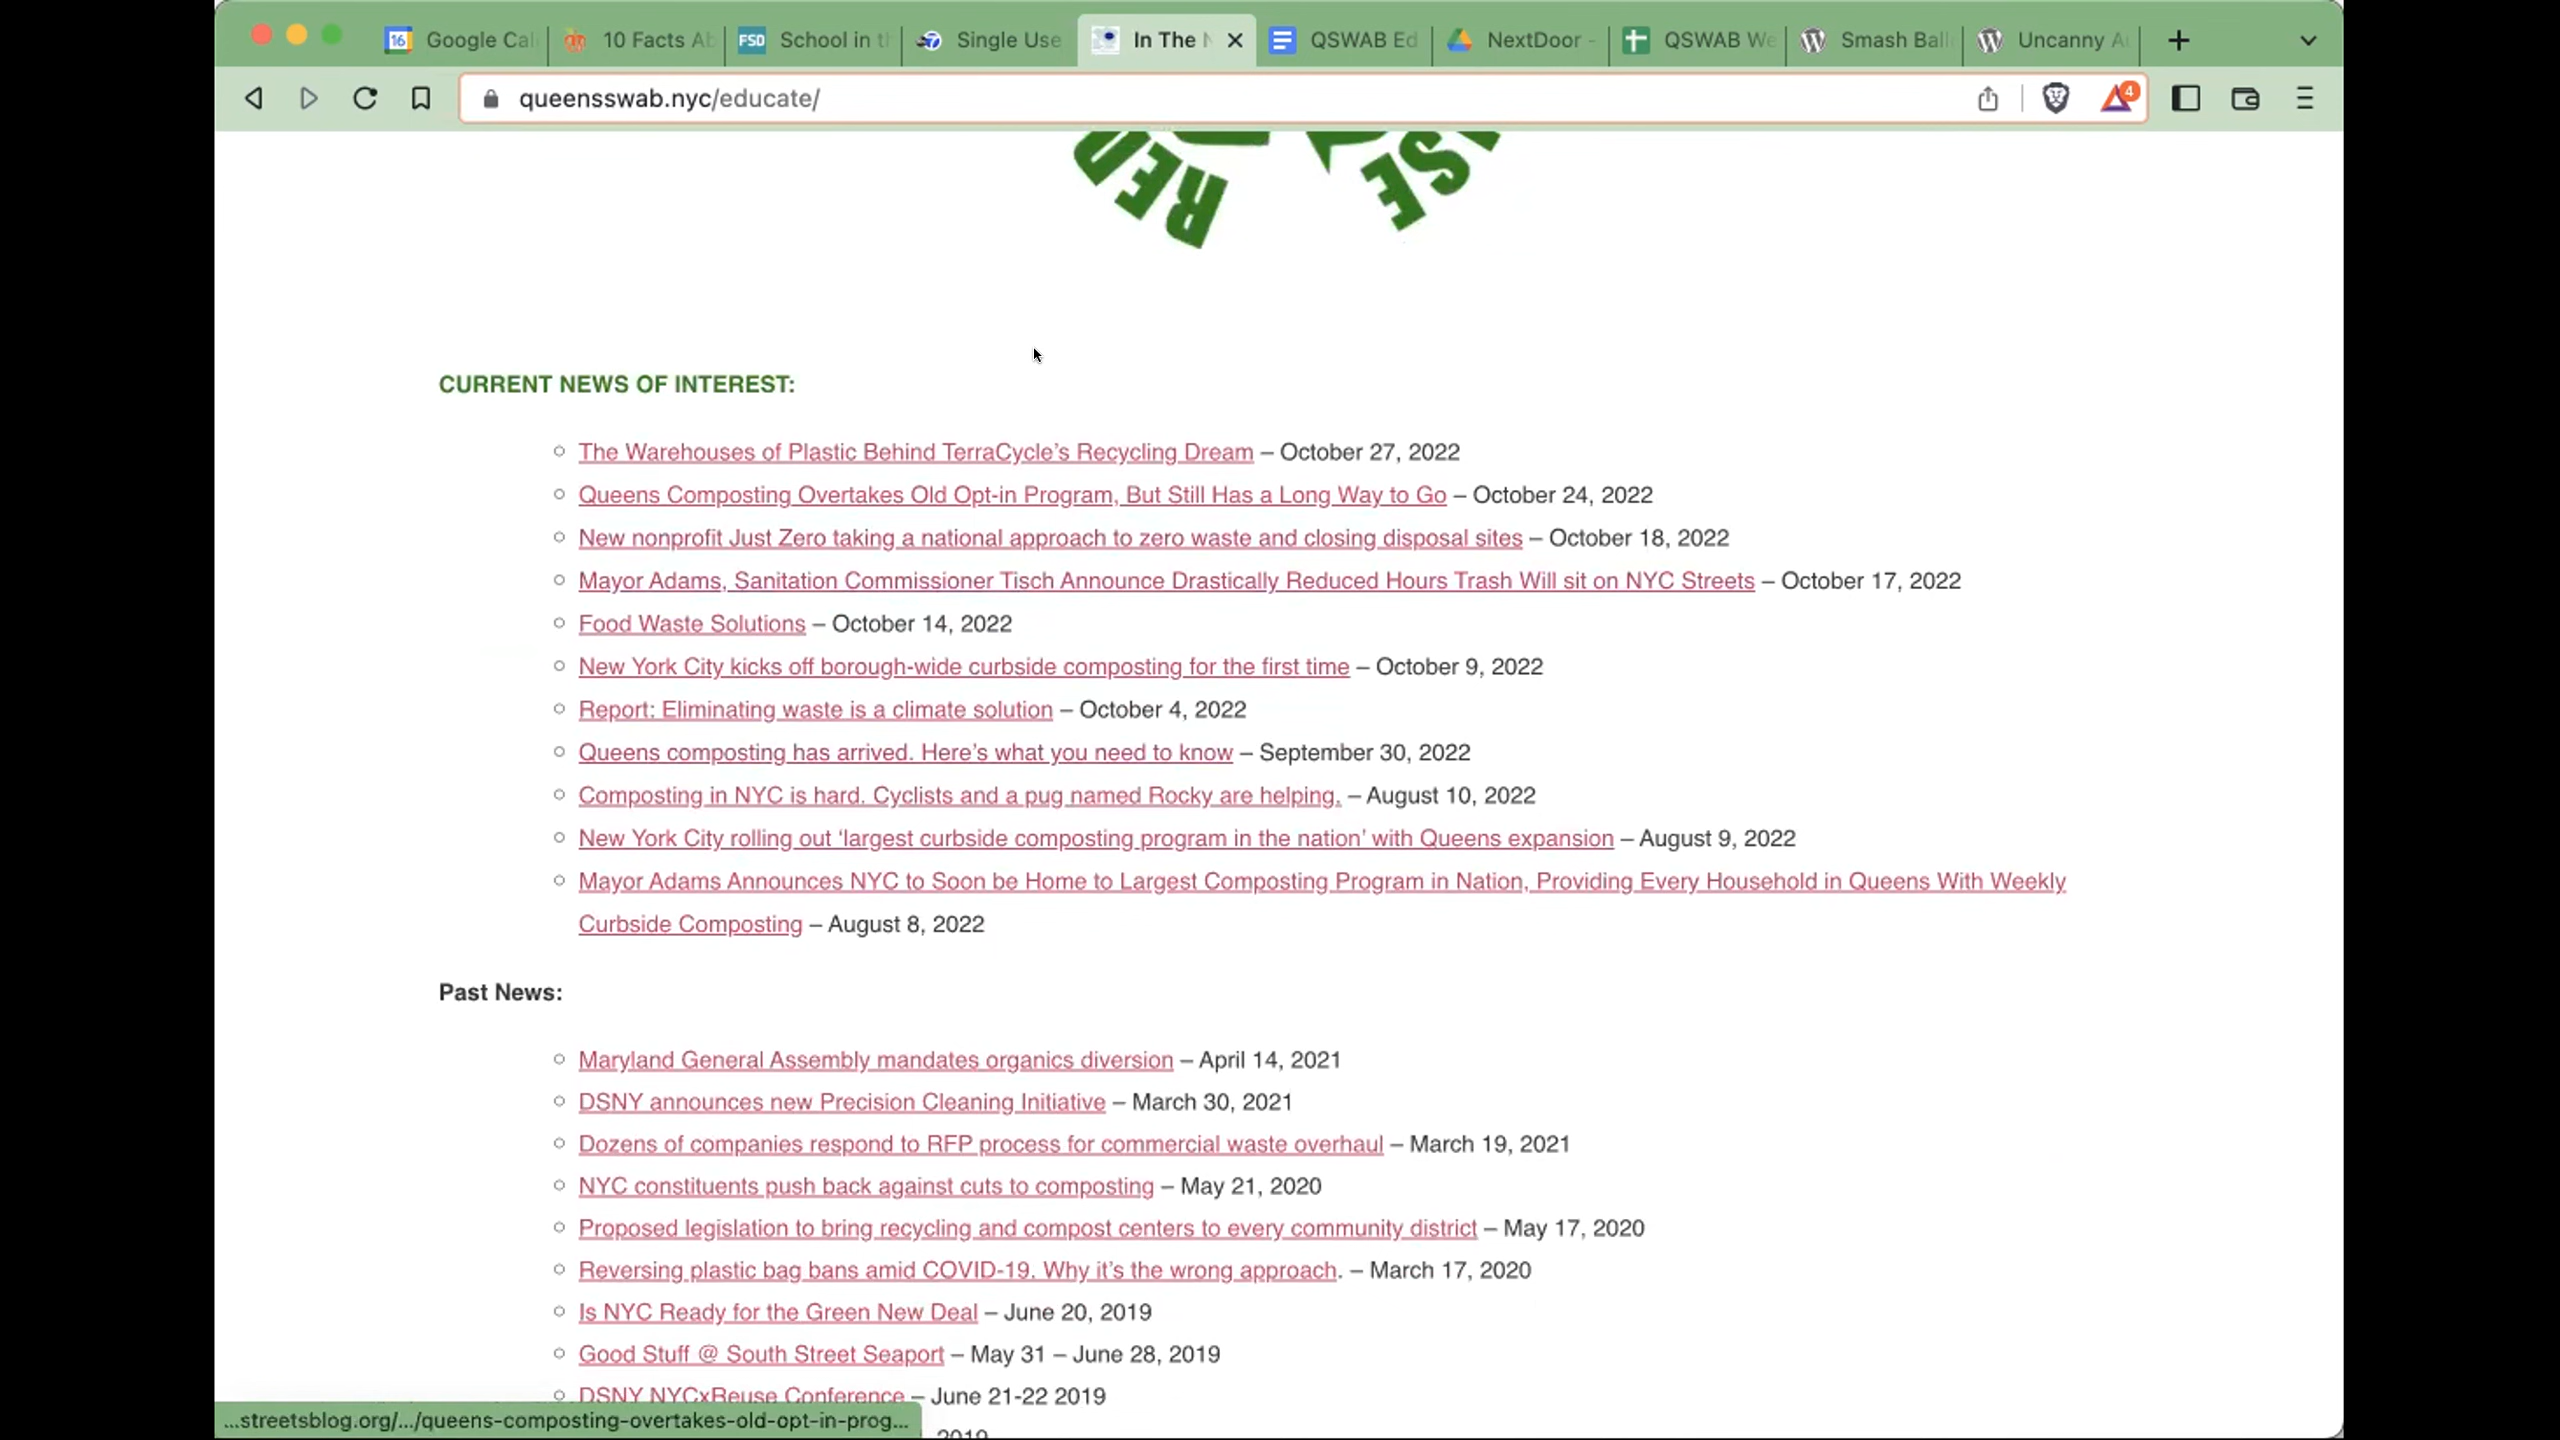 16 Google Cal
10 Facts Ab
FSD School in t
Single Use
In The N
QSWAB Ed
NextDoor -
QSWAB We
Smash Ball
Uncanny A
queensswab.nyc/educate/
4
RED
SE
CURRENT NEWS OF INTEREST:
The Warehouses of Plastic Behind TerraCycle’s Recycling Dream – October 27, 2022
Queens Composting Overtakes Old Opt-in Program, But Still Has a Long Way to Go – October 24, 2022
New nonprofit Just Zero taking a national approach to zero waste and closing disposal sites – October 18, 2022
Mayor Adams, Sanitation Commissioner Tisch Announce Drastically Reduced Hours Trash Will sit on NYC Streets – October 17, 2022
Food Waste Solutions – October 14, 2022
New York City kicks off borough-wide curbside composting for the first time – October 9, 2022
Report: Eliminating waste is a climate solution – October 4, 2022
Queens composting has arrived. Here’s what you need to know – September 30, 2022
Composting in NYC is hard. Cyclists and a pug named Rocky are helping. – August 10, 2022
New York City rolling out ‘largest curbside composting program in the nation’ with Queens expansion – August 9, 2022
Mayor Adams Announces NYC to Soon be Home to Largest Composting Program in Nation, Providing Every Household in Queens With Weekly
Curbside Composting – August 8, 2022
Past News:
Maryland General Assembly mandates organics diversion – April 14, 2021
DSNY announces new Precision Cleaning Initiative – March 30, 2021
Dozens of companies respond to RFP process for commercial waste overhaul – March 19, 2021
NYC constituents push back against cuts to composting – May 21, 2020
Proposed legislation to bring recycling and compost centers to every community district – May 17, 2020
Reversing plastic bag bans amid COVID-19. Why it’s the wrong approach. – March 17, 2020
Is NYC Ready for the Green New Deal – June 20, 2019
Good Stuff @ South Street Seaport – May 31 – June 28, 2019
DSNY NYCxReuse Conference – June 21-22 2019
...streetsblog.org/.../queens-composting-overtakes-old-opt-in-prog...
2019